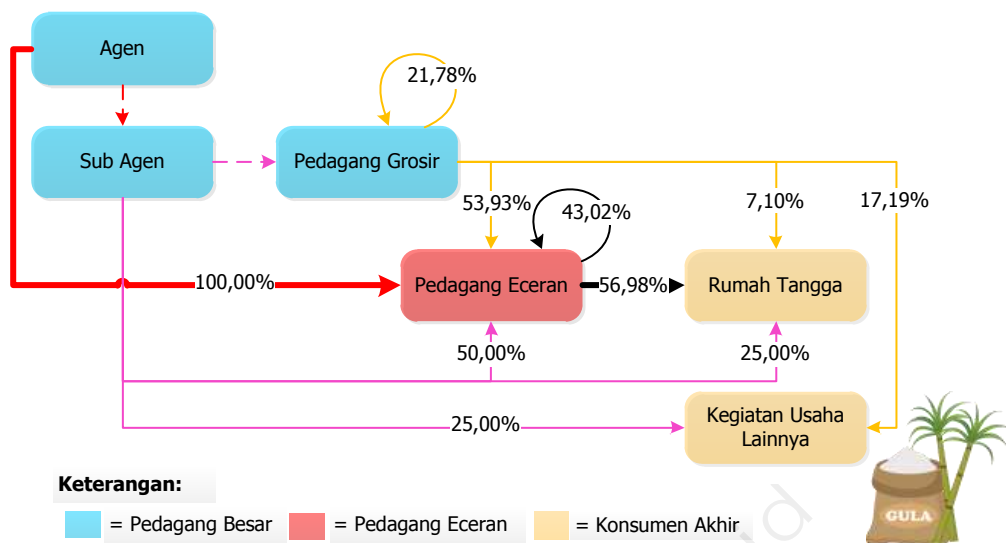 Agen
21,78%
Sub Agen
Pedagang Grosir
53,93%
43,02%
7,10%
17,19%
100,00%
Pedagang Eceran
56,98%
Rumah Tangga
50,00%
25,00%
25,00%
Kegiatan Usaha
Lainnya
GULA
Keterangan:
= Pedagang Besar
= Pedagang Eceran
= Konsumen Akhir
d